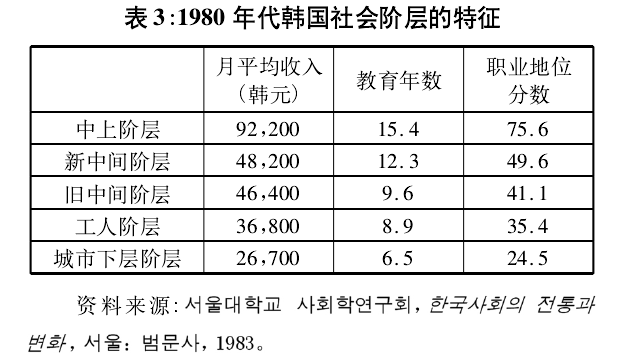 表 3:1980 年代韩国社会阶层的特征
月平均收入（韩元） 教育年数 职业地位分数
中上阶层 92,200 15.4 75.6
新中间阶层 48,200 12.3 49.6
旧中间阶层 46,400 9.6 41.1
工人阶层 36,800 8.9 35.4
城市下层阶层 26,700 6.5 24.5
资料来源: 서울대학교 사회학연구회, 한국사회의 전통과
변화, 서울: 범문사, 1983。